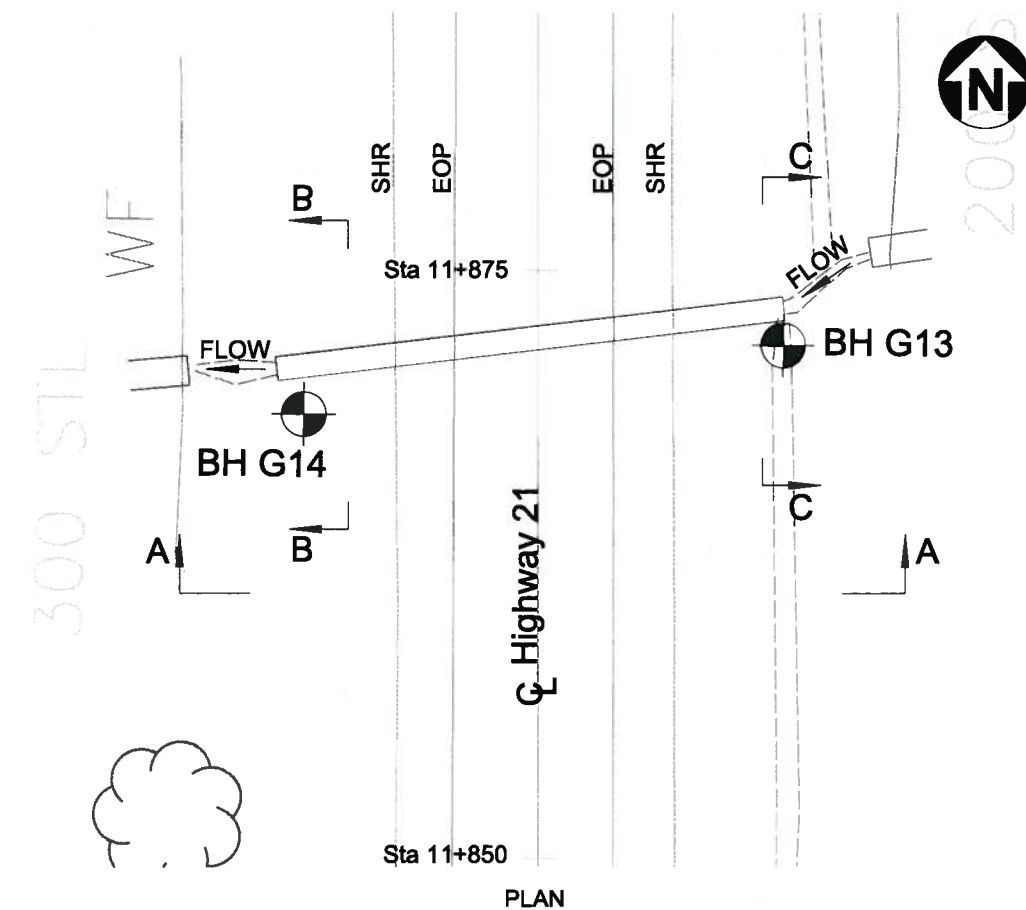 N
200
SHR
EOP
EOP
SHR
C
B
WF
Sta 11+875
FLOW
FLOW
BH G13
300 STL
BH G14
C
B
A
A
CL Highway 21
Sta 11+850
PLAN